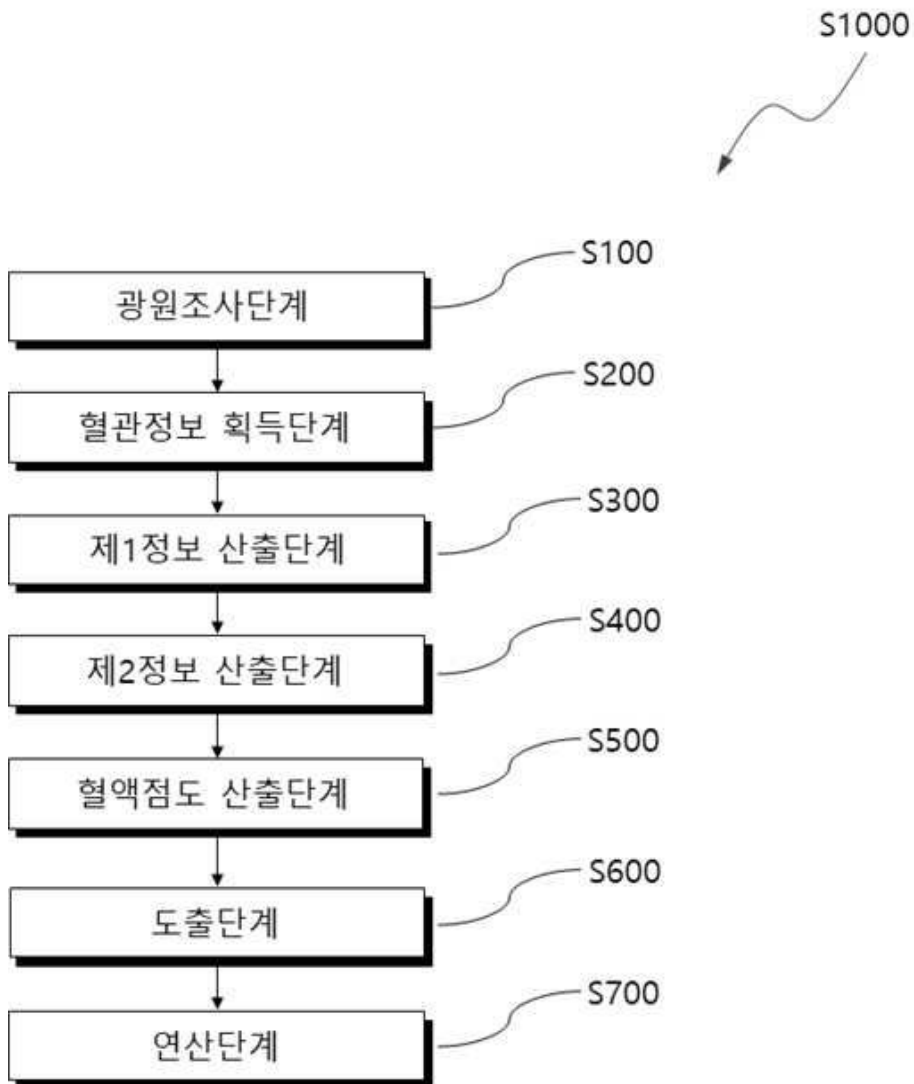 S1000
S100
광원조사단계
S200
혈관정보 획득단계
S300
제1정보 산출단계
S400
제2정보 산출단계
S500
혈액점도 산출단계
S600
도출단계
S700
연산단계